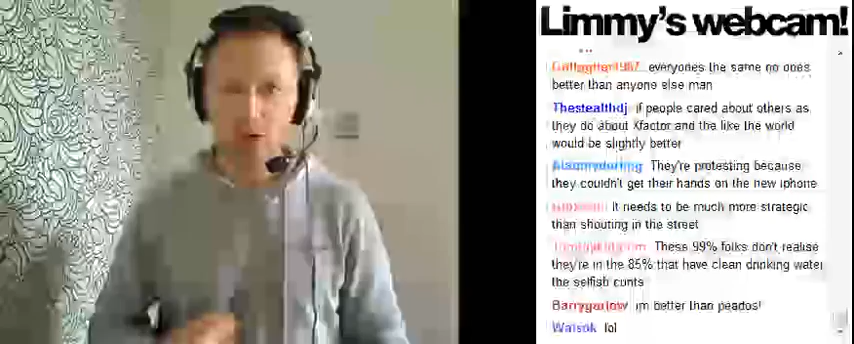 Limmy's webcam!
Gallagher1967 everyones the same no ones
better than anyone else man
Thestealthdj if people cared about others as
they do about Xfactor and the like the world
would be slightly better
They're protesting because
they couldn't get their hands on the new iphone
It needs to be much more strategic
than shouting in the street
These 99% folks don't realise
they're in the 85% that have clean drinking water
the selfish cunts
Barrygarlow im better than peados!
Watsok lol